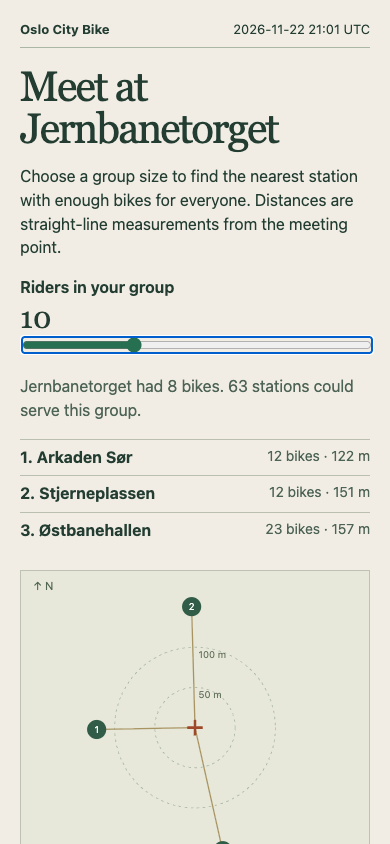 Oslo City Bike
2026-11-22 21:01 UTC
Meet at
Jernbanetorget
Choose a group size to find the nearest station
with enough bikes for everyone. Distances are
straight-line measurements from the meeting
point.
Riders in your group
10
Jernbanetorget had 8 bikes. 63 stations could
serve this group.
1. Arkaden Sør 12 bikes · 122 m
2. Stjerneplassen 12 bikes · 151 m
3. Østbanehallen 23 bikes · 157 m
↑ N
2
100 m
50 m
1